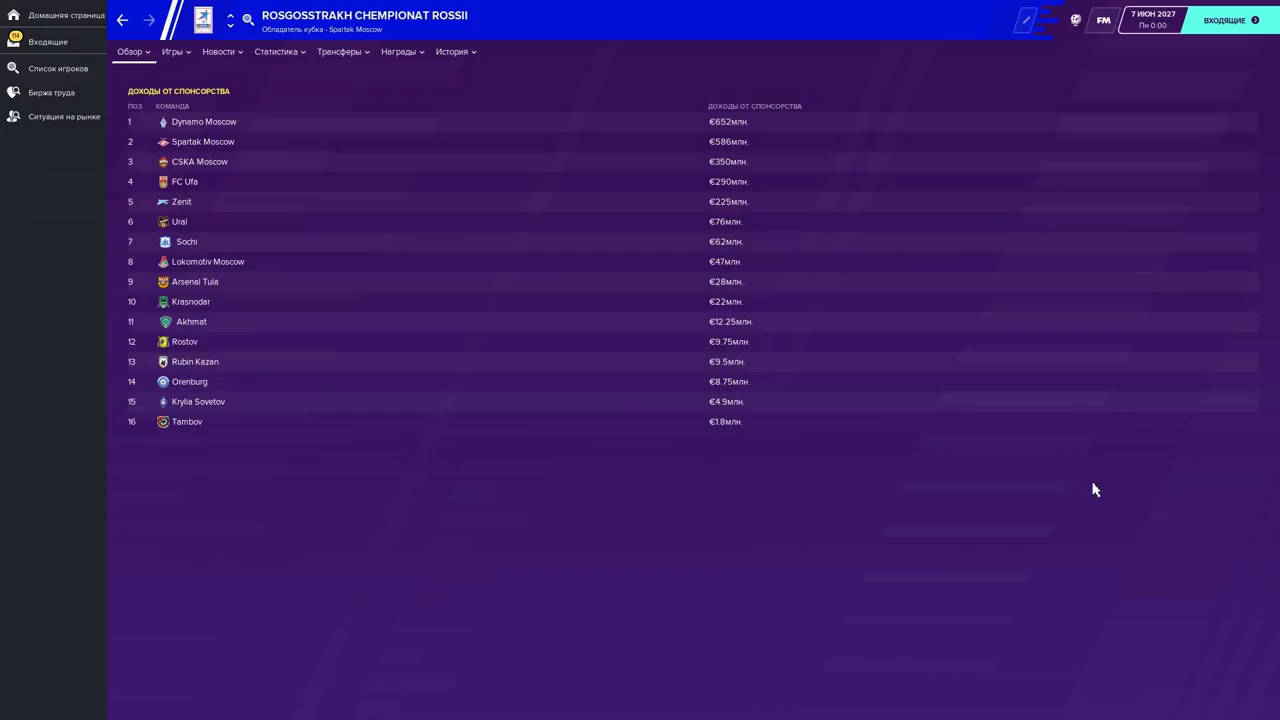 Домашняя страница
114
Входящие
Список игроков
Биржа труда
Ситуация на рынке
ROSGOSSTRAKH CHEMPIONAT ROSSII
Обладатель кубка - Spartak Moscow
FM
7 ИЮН 2027
Пн 0:00
ВХОДЯЩИЕ
Обзор Игры Новости Статистика Трансферы Награды История
ДОХОДЫ ОТ СПОНСОРСТВА
ПОЗ КОМАНДА ДОХОДЫ ОТ СПОНСОРСТВА
1 Dynamo Moscow €652млн.
2 Spartak Moscow €586млн.
3 CSKA Moscow €350млн.
4 FC Ufa €290млн.
5 Zenit €225млн.
6 Ural €76млн.
7 Sochi €62млн.
8 Lokomotiv Moscow €47млн.
9 Arsenal Tula €28млн.
10 Krasnodar €22млн.
11 Akhmat €12.25млн.
12 Rostov €9.75млн.
13 Rubin Kazan €9.5млн.
14 Orenburg €8.75млн.
15 Krylia Sovetov €4.9млн.
16 Tambov €1.8млн.